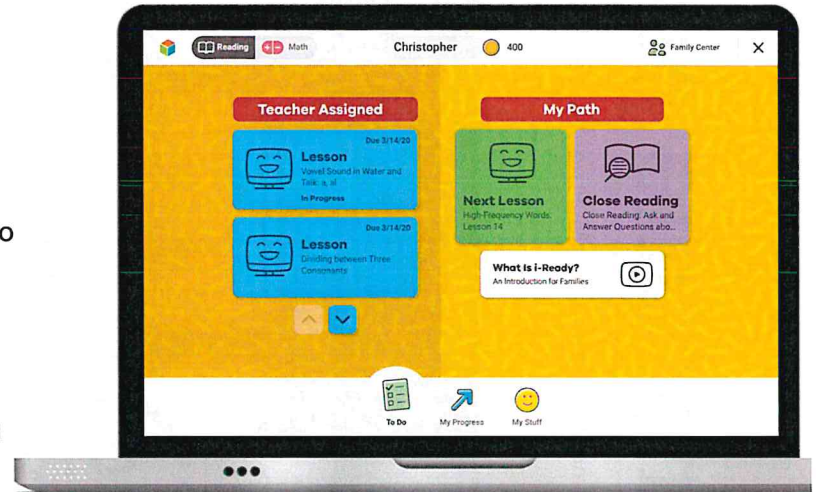 o
Reading
Math
Christopher
400
Family Center
Teacher Assigned
Due 3/14/20
Lesson
Vowel Sound in Water and
Talk: a, al
In Progress
Due 3/14/20
Lesson
Dividing between Three
Consonants
My Path
Next Lesson
High-Frequency Words:
Lesson 14
Close Reading
Close Reading: Ask and
Answer Questions abo...
What Is i-Ready?
An Introduction for Families
To Do
My Progress
My Stuff